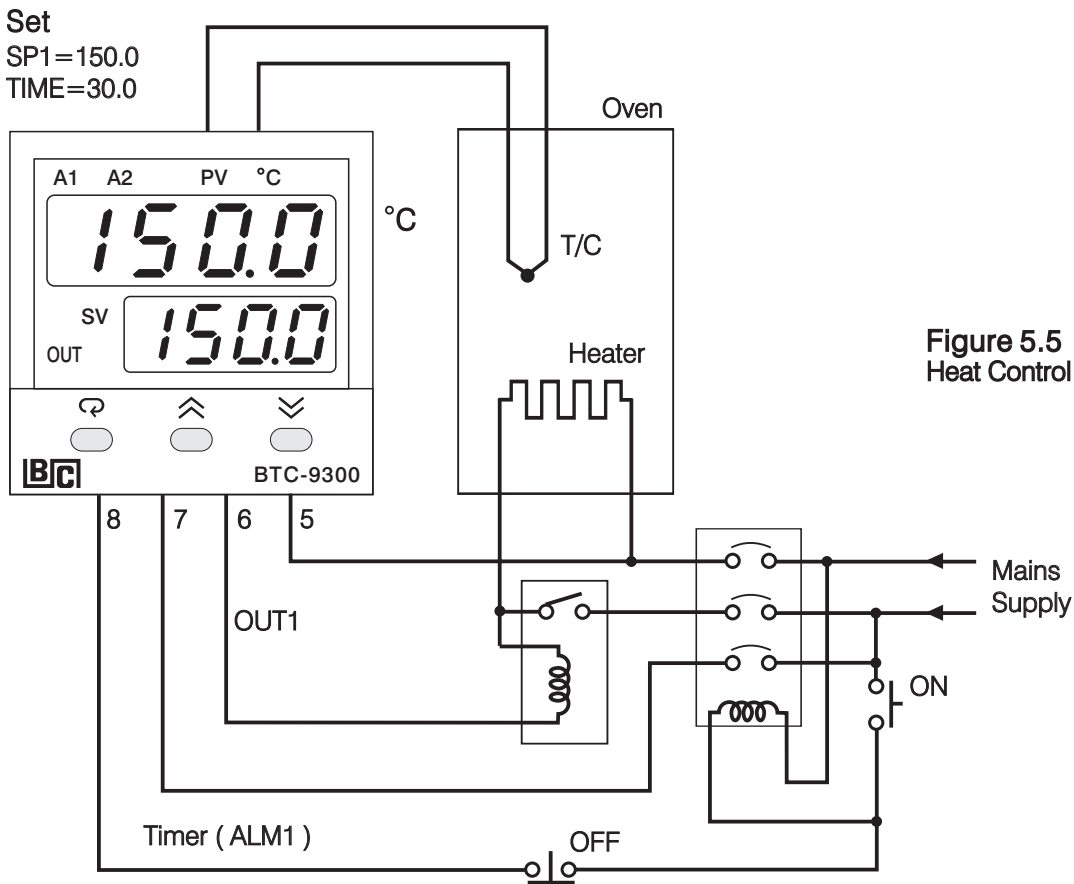 Set
SP1=150.0
TIME=30.0
Oven
A1 A2 PV °C
150.0
°C
T/C
SV
150.0
OUT
Heater
Figure 5.5
Heat Control
BC
BTC-9300
8 7 6 5
Mains
Supply
OUT1
ON
Timer ( ALM1 )
OFF